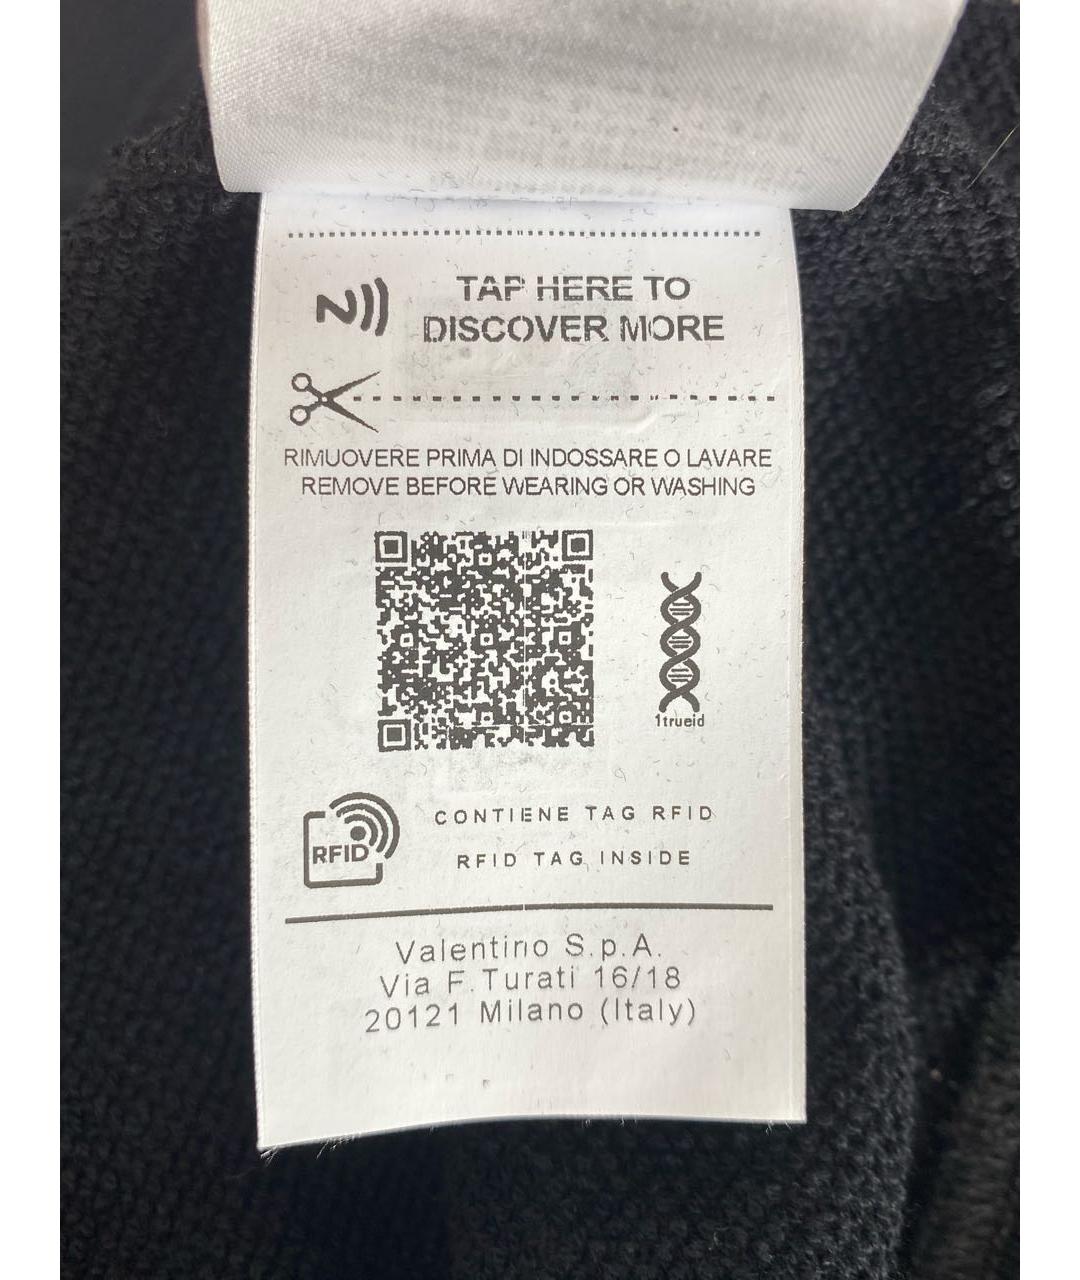 TAP HERE TO
DISCOVER MORE
RIMUOVERE PRIMA DI INDOSSARE O LAVARE
REMOVE BEFORE WEARING OR WASHING
1trueid
RFID
CONTIENE TAG RFID
RFID TAG INSIDE
Valentino S.p.A.
Via F. Turati 16/18
20121 Milano (Italy)